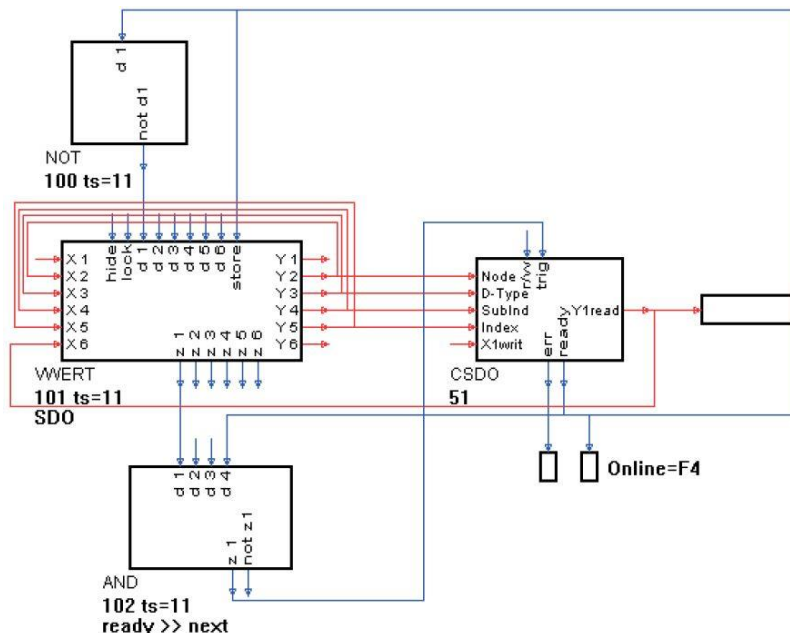 d 1
not d1
NOT
100 ts=11
hide
look
d 1
d 2
d 3
d 4
d 5
d 6
store
X 1
X 2
X 3
X 4
X 5
X 6
Y 1
Y 2
Y 3
Y 4
Y 5
Y 6
z 1
z 2
z 3
z 4
z 5
z 6
VWERT
101 ts=11
SDO
r/w
trig
Node
D-Type
SubInd
Index
X1writ
Y1read
err
ready
CSDO
51
Online=F4
d 1
d 2
d 3
d 4
z 1
not z1
AND
102 ts=11
ready >> next